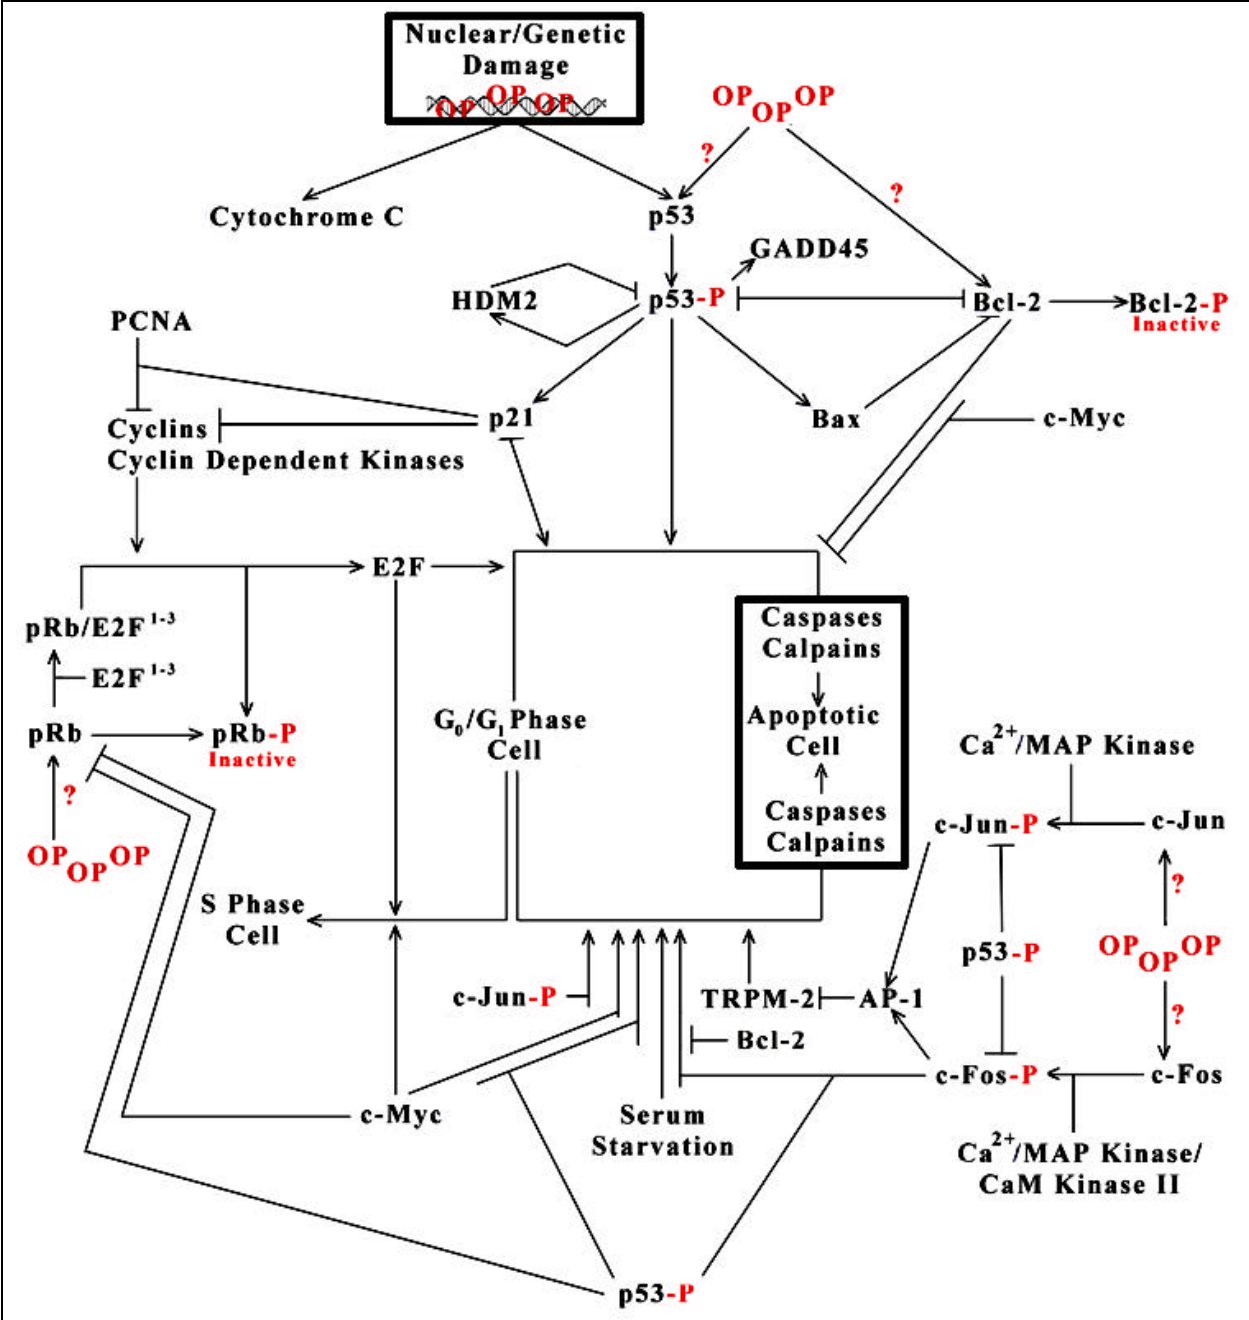 Nuclear/Genetic
Damage
OP OP OP
OP OP OP
?
?
Cytochrome C
p53
GADD45
HDM2
p53-P
Bcl-2
Bcl-2-P
Inactive
PCNA
p21
Bax
c-Myc
Cyclins
Cyclin Dependent Kinases
E2F
pRb/E2F 1-3
E2F 1-3
Caspases
Calpains
Apoptotic
Cell
Caspases
Calpains
G0/G1 Phase
Cell
pRb
pRb-P
Inactive
?
OP OP OP
Ca2+/MAP Kinase
c-Jun-P
c-Jun
?
S Phase
Cell
p53-P
OP OP OP
?
c-Jun-P
TRPM-2
AP-1
Bcl-2
c-Fos-P
c-Fos
c-Myc
Serum
Starvation
Ca2+/MAP Kinase/
CaM Kinase II
p53-P